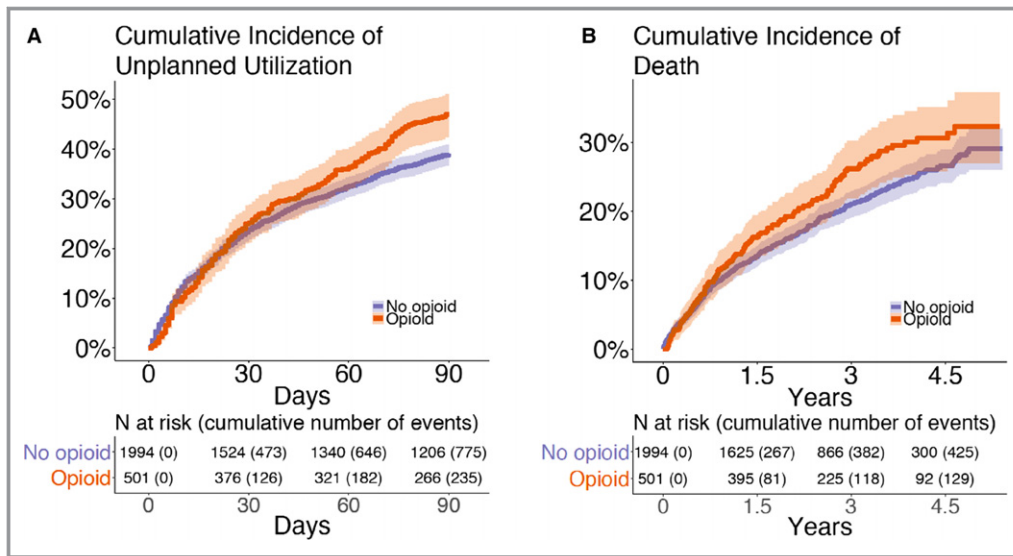 A
Cumulative Incidence of
Unplanned Utilization
50%
40%
30%
20%
10%
0%
No opioid
Opioid
0 30 60 90
Days
N at risk (cumulative number of events)
No opioid 1994 (0) 1524 (473) 1340 (646) 1206 (775)
Opioid 501 (0) 376 (126) 321 (182) 266 (235)
0 30 60 90
Days
B
Cumulative Incidence of
Death
30%
20%
10%
0%
No opioid
Opioid
0 1.5 3 4.5
Years
N at risk (cumulative number of events)
No opioid 1994 (0) 1625 (267) 866 (382) 300 (425)
Opioid 501 (0) 395 (81) 225 (118) 92 (129)
0 1.5 3 4.5
Years